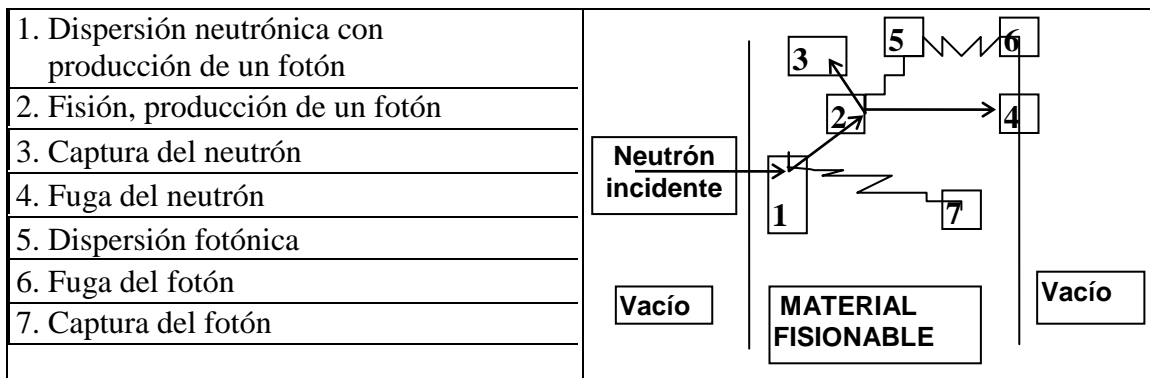 1. Dispersión neutrónica con
producción de un fotón
2. Fisión, producción de un fotón
3. Captura del neutrón
4. Fuga del neutrón
5. Dispersión fotónica
6. Fuga del fotón
7. Captura del fotón
5
6
3
2
4
Neutrón
incidente
1
7
Vacío
MATERIAL
FISIONABLE
Vacío